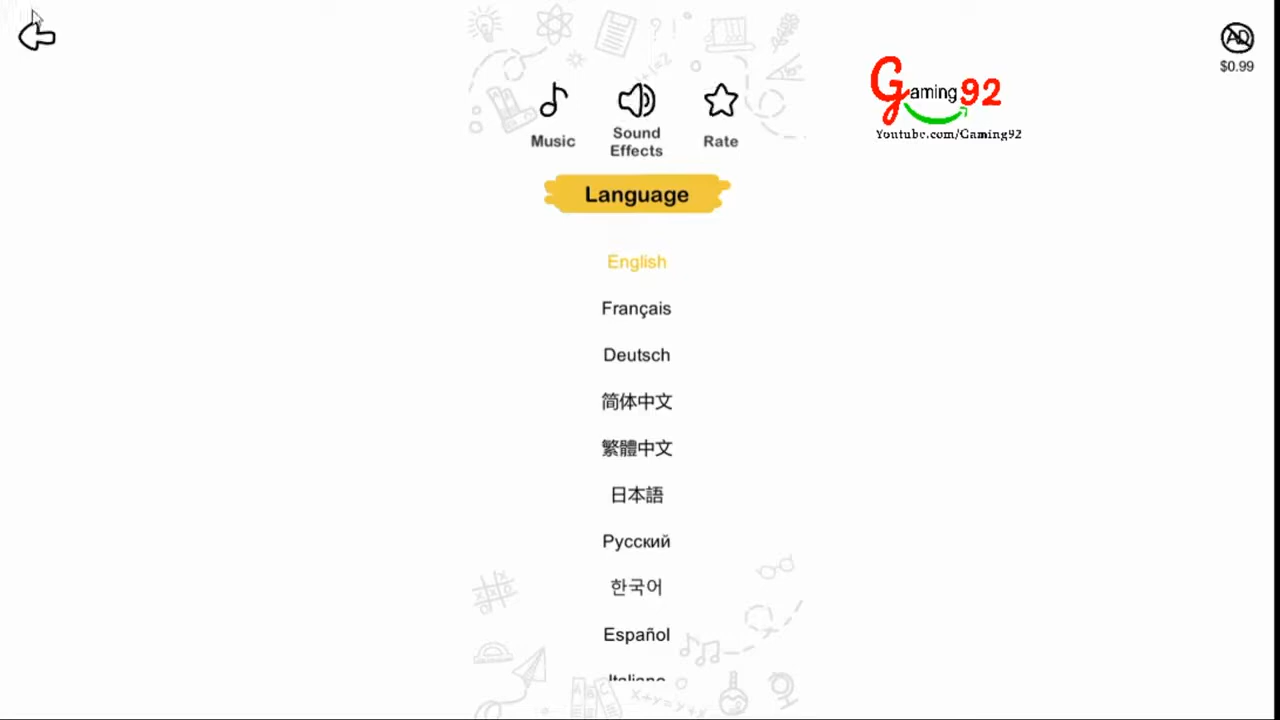 AD
$0.99
Gaming92
Youtube.com/Gaming92
Music
Sound
Effects
Rate
Language
English
Français
Deutsch
简体中文
繁體中文
日本語
Русский
한국어
Español
Italiano
x+y=y+x